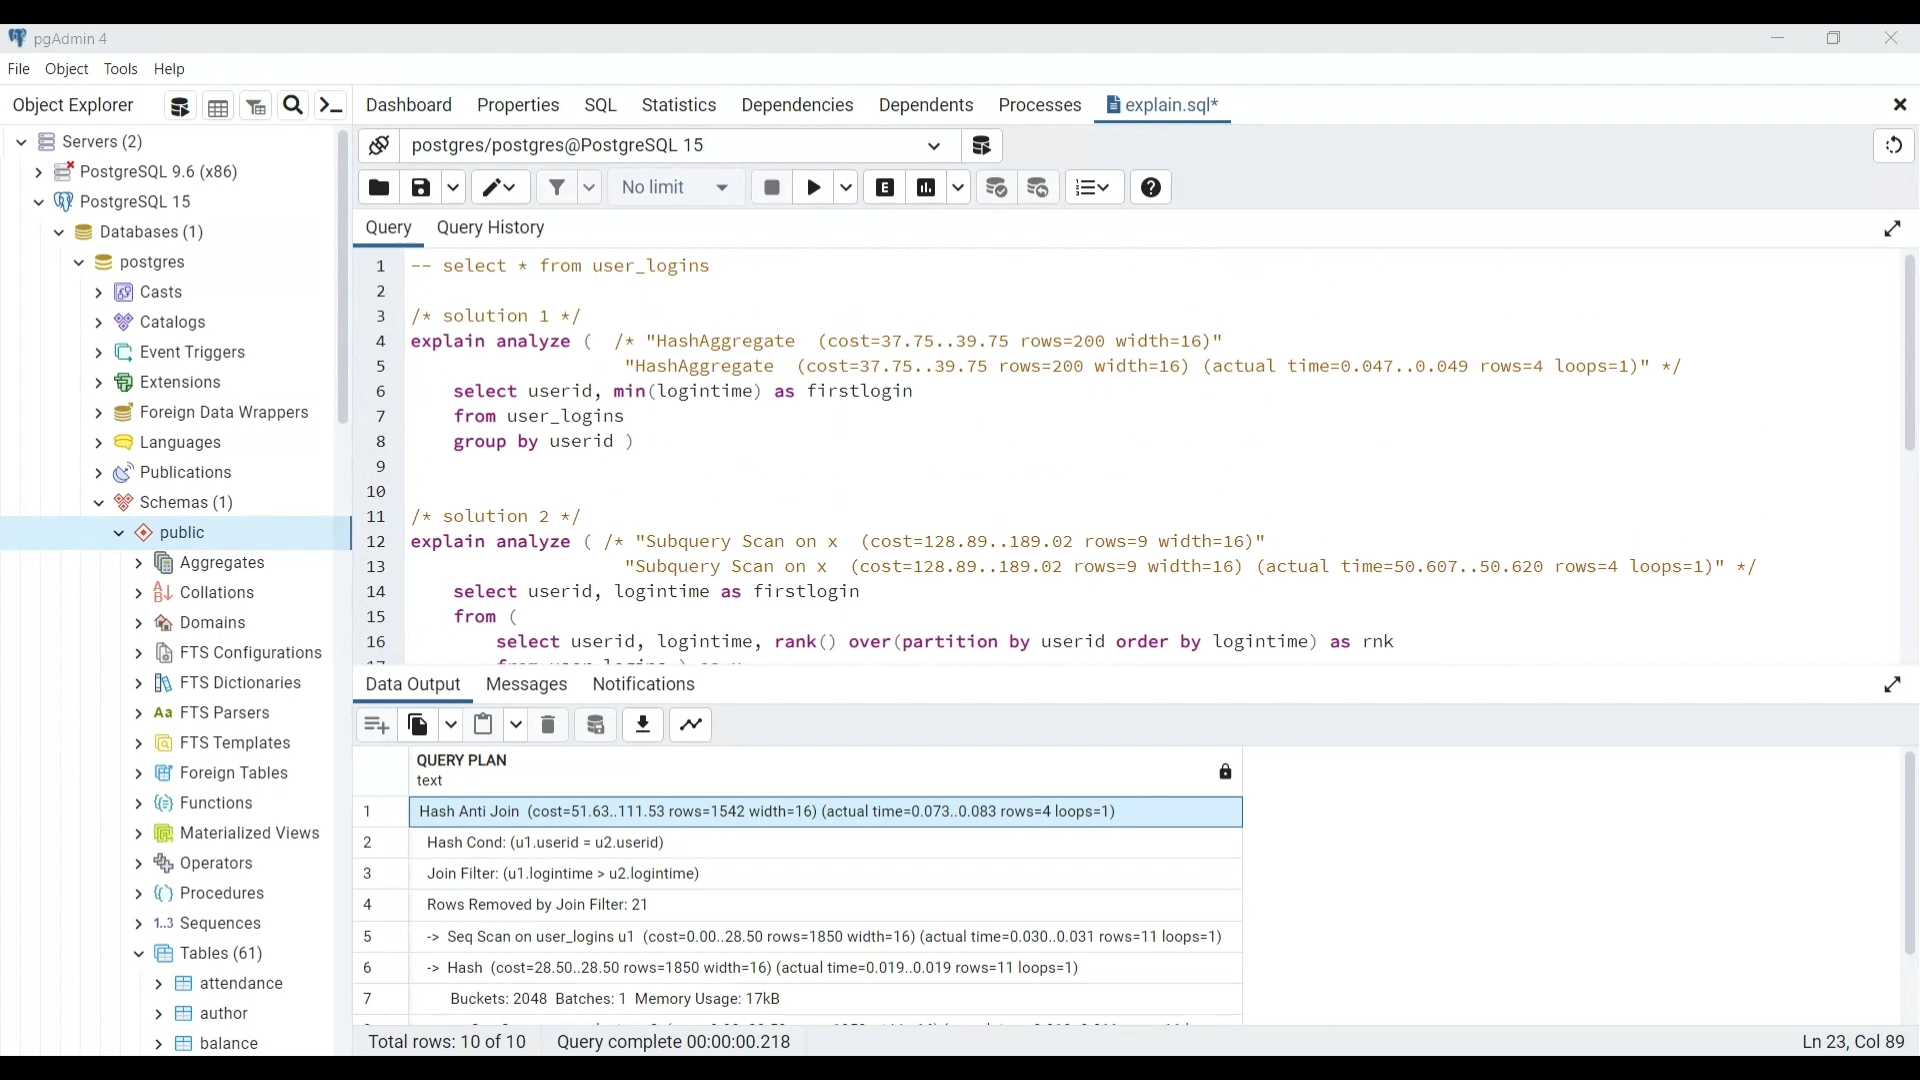 pgAdmin 4
File Object Tools Help
Object Explorer
Dashboard Properties SQL Statistics Dependencies Dependents Processes explain.sql*
Servers (2)
PostgreSQL 9.6 (x86)
PostgreSQL 15
Databases (1)
postgres
Casts
Catalogs
Event Triggers
Extensions
Foreign Data Wrappers
Languages
Publications
Schemas (1)
public
Aggregates
Collations
Domains
FTS Configurations
FTS Dictionaries
Aa FTS Parsers
FTS Templates
Foreign Tables
Functions
Materialized Views
Operators
Procedures
1..3 Sequences
Tables (61)
attendance
author
balance
postgres/postgres@PostgreSQL 15
No limit
E
Query Query History
1 -- select * from user_logins
2
3 /* solution 1 */
4 explain analyze ( /* "HashAggregate (cost=37.75..39.75 rows=200 width=16)"
5 "HashAggregate (cost=37.75..39.75 rows=200 width=16) (actual time=0.047..0.049 rows=4 loops=1)" */
6 select userid, min(logintime) as firstlogin
7 from user_logins
8 group by userid )
9
10
11 /* solution 2 */
12 explain analyze ( /* "Subquery Scan on x (cost=128.89..189.02 rows=9 width=16)"
13 "Subquery Scan on x (cost=128.89..189.02 rows=9 width=16) (actual time=50.607..50.620 rows=4 loops=1)" */
14 select userid, logintime as firstlogin
15 from (
16 select userid, logintime, rank() over(partition by userid order by logintime) as rnk
Data Output Messages Notifications
QUERY PLAN
text
1 Hash Anti Join (cost=51.63..111.53 rows=1542 width=16) (actual time=0.073..0.083 rows=4 loops=1)
2 Hash Cond: (u1.userid = u2.userid)
3 Join Filter: (u1.logintime > u2.logintime)
4 Rows Removed by Join Filter: 21
5 -> Seq Scan on user_logins u1 (cost=0.00..28.50 rows=1850 width=16) (actual time=0.030..0.031 rows=11 loops=1)
6 -> Hash (cost=28.50..28.50 rows=1850 width=16) (actual time=0.019..0.019 rows=11 loops=1)
7 Buckets: 2048 Batches: 1 Memory Usage: 17kB
Total rows: 10 of 10 Query complete 00:00:00.218 Ln 23, Col 89